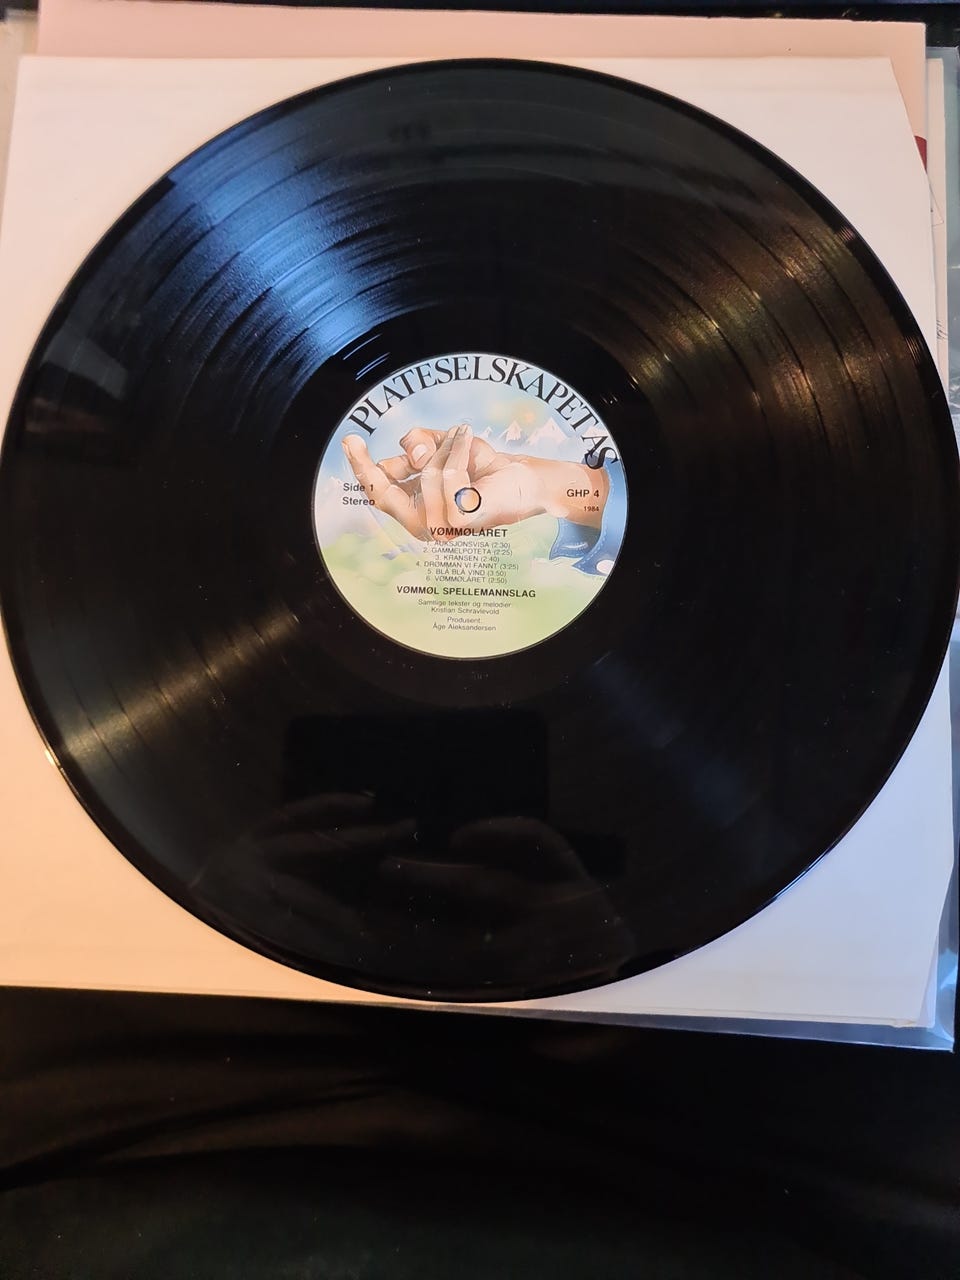 PLATESELSKAPET AS
Side 1
Stereo
GHP 4
1984
VØMMØLÅRET
1. AUKSJONSVISA (2:30)
2. GAMMELPOTETA (2:25)
3. KRANSEN (2:40)
4. DRØMMAN VI FANNT (3:25)
5. BLÅ BLÅ VIND (3:50)
6. VØMMØLÅRET (2:50)
VØMMØL SPELLEMANNSLAG
Samtlige tekster og melodier:
Kristian Schravlevold
Produsent:
Åge Aleksandersen